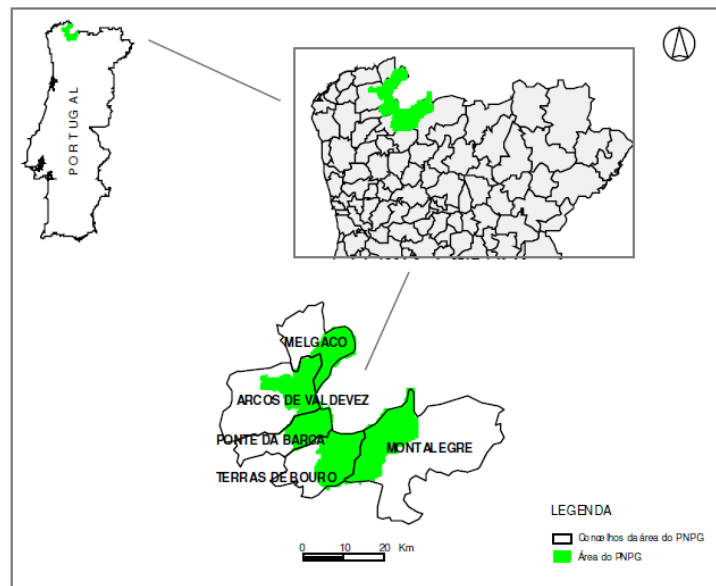 PORTUGAL
MELGACO
ARCOS DE VALDEVEZ
PONTE DA BARCA
MONTALEGRE
TERRAS DE BOURO
LEGENDA
Concelhos da área do PNPG
Área do PNPG
0 10 20 Km